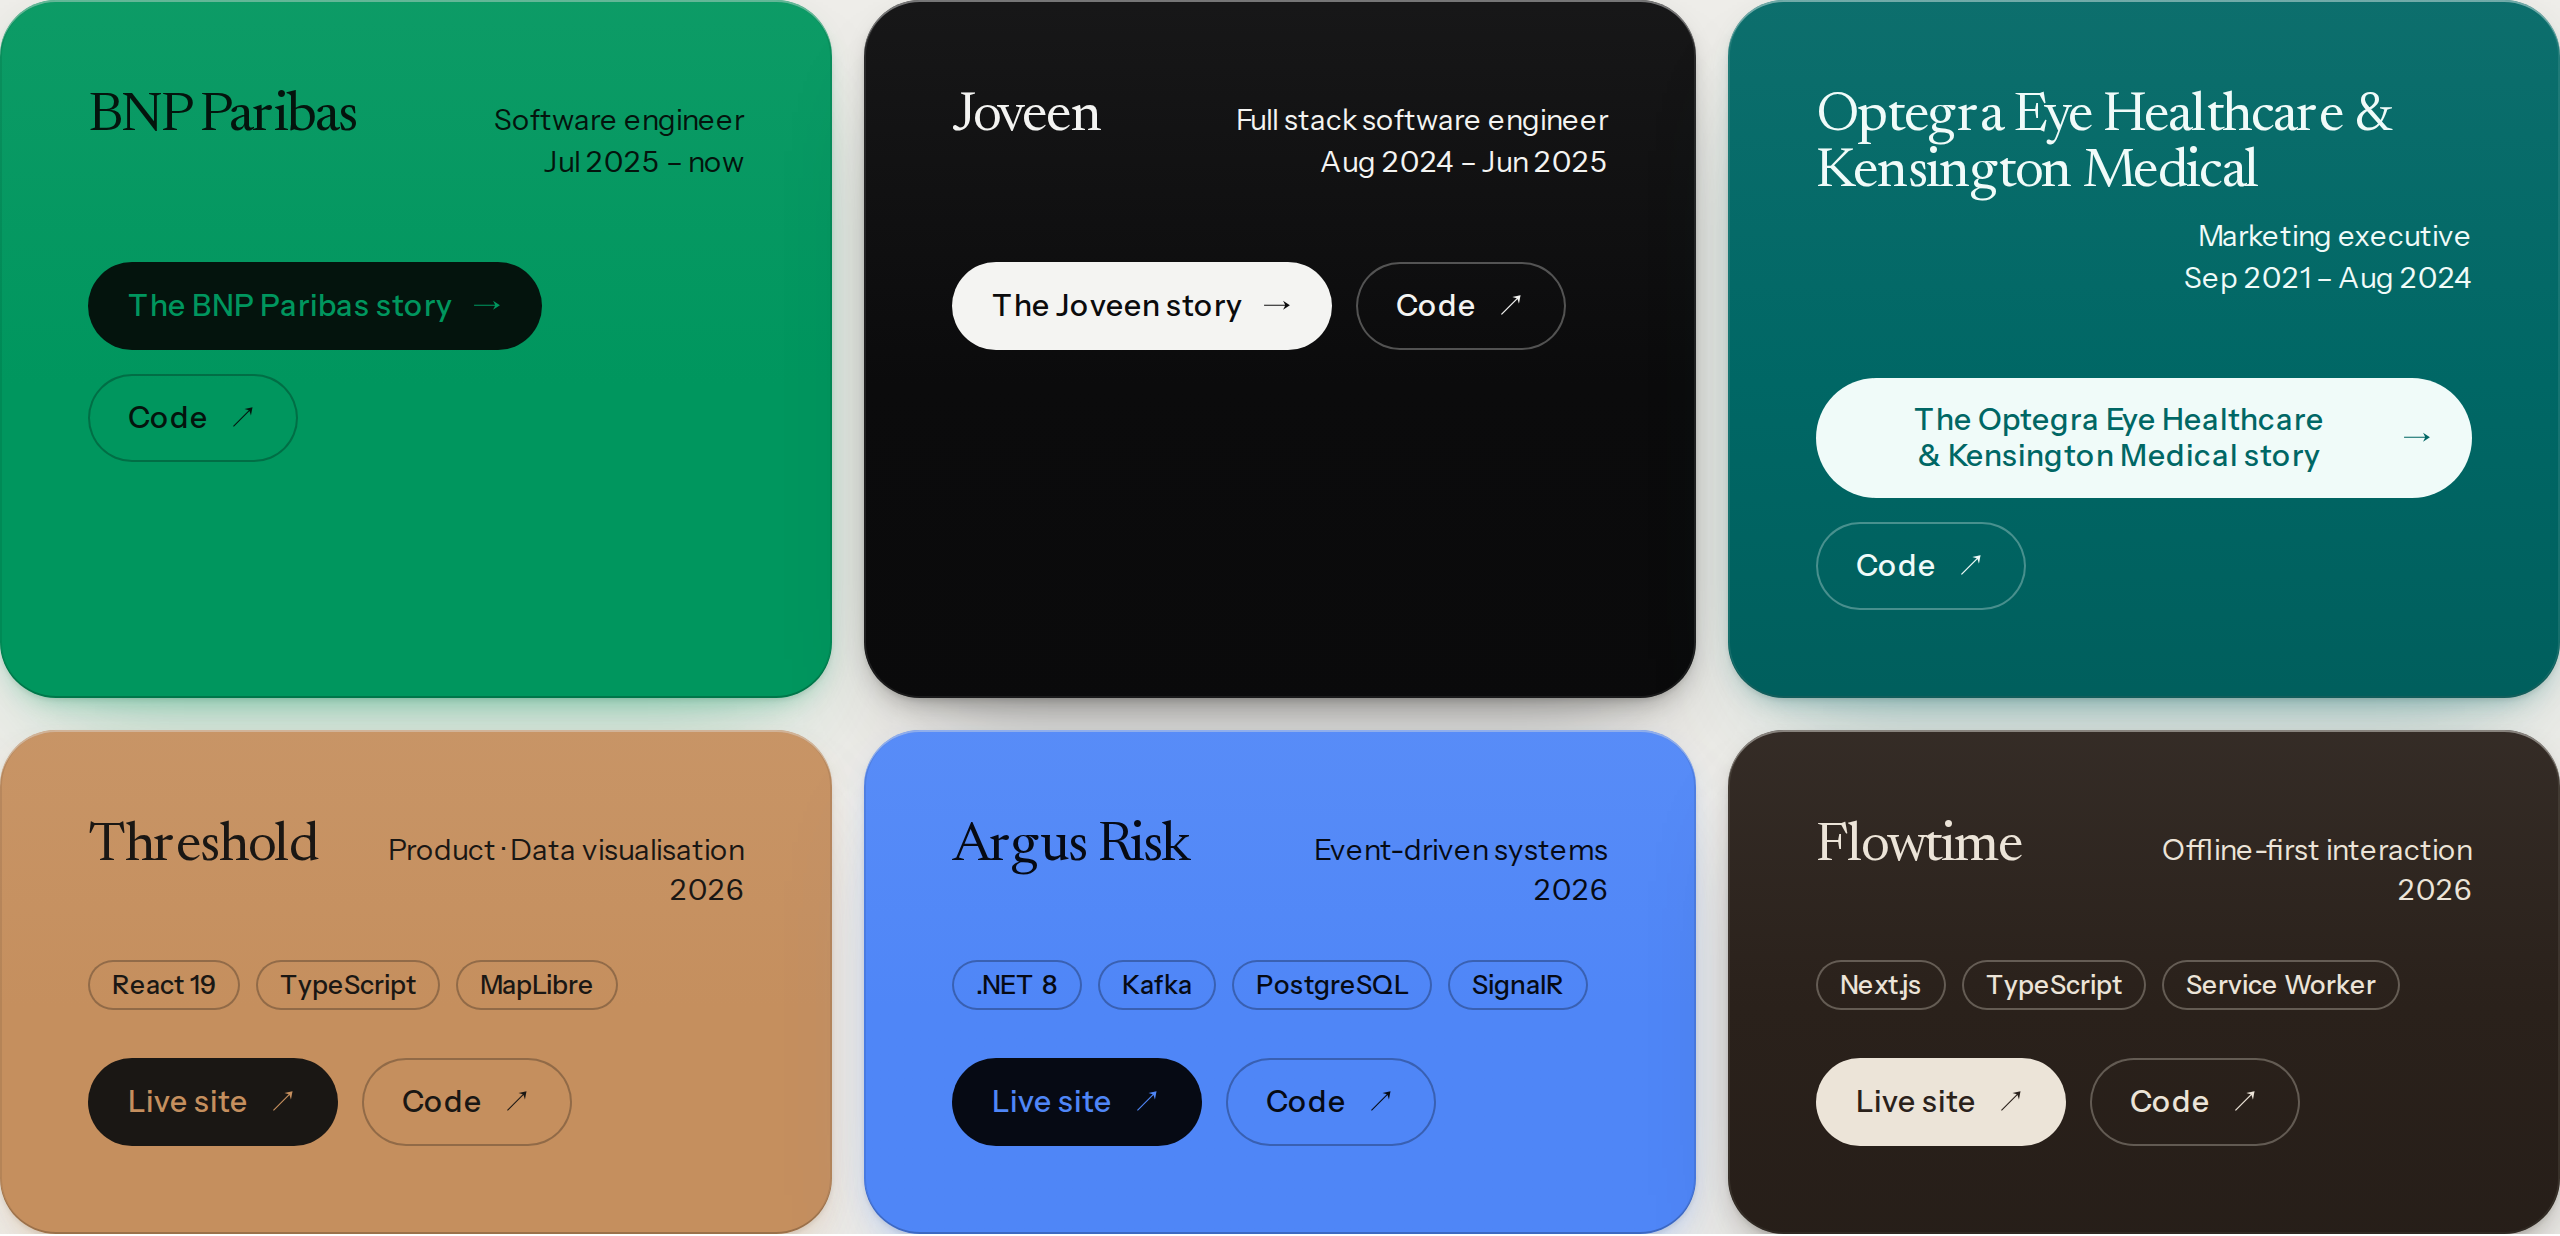 BNP Paribas
Software engineer
Jul 2025 – now
The BNP Paribas story →
Code ↗
Joveen
Full stack software engineer
Aug 2024 – Jun 2025
The Joveen story →
Code ↗
Optegra Eye Healthcare &
Kensington Medical
Marketing executive
Sep 2021 – Aug 2024
The Optegra Eye Healthcare
& Kensington Medical story →
Code ↗
Threshold
Product · Data visualisation
2026
React 19
TypeScript
MapLibre
Live site ↗
Code ↗
Argus Risk
Event-driven systems
2026
.NET 8
Kafka
PostgreSQL
SignalR
Live site ↗
Code ↗
Flowtime
Offline-first interaction
2026
Next.js
TypeScript
Service Worker
Live site ↗
Code ↗